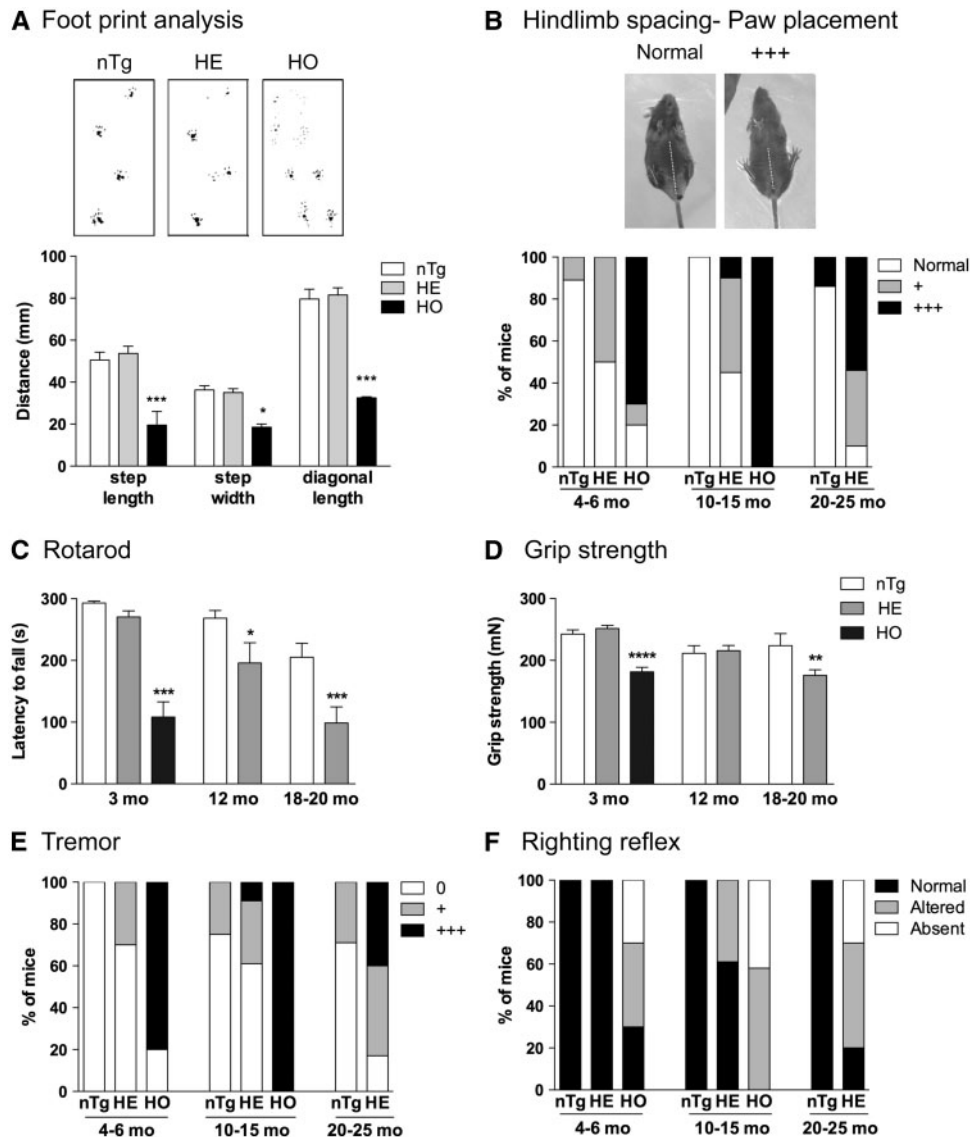 A Foot print analysis
nTg HE HO
100
80
60
40
20
0
Distance (mm)
nTg
HE
HO
***
*
***
step length
step width
diagonal length
B Hindlimb spacing- Paw placement
Normal +++
100
80
60
40
20
0
% of mice
Normal
+
+++
nTg HE HO nTg HE HO nTg HE
4-6 mo 10-15 mo 20-25 mo
C Rotarod
300
200
100
0
Latency to fall (s)
***
*
***
3 mo 12 mo 18-20 mo
D Grip strength
nTg
HE
HO
300
200
100
0
Grip strength (mN)
****
**
3 mo 12 mo 18-20 mo
E Tremor
100
80
60
40
20
0
% of mice
0
+
+++
nTg HE HO nTg HE HO nTg HE
4-6 mo 10-15 mo 20-25 mo
F Righting reflex
100
80
60
40
20
0
% of mice
Normal
Altered
Absent
nTg HE HO nTg HE HO nTg HE
4-6 mo 10-15 mo 20-25 mo